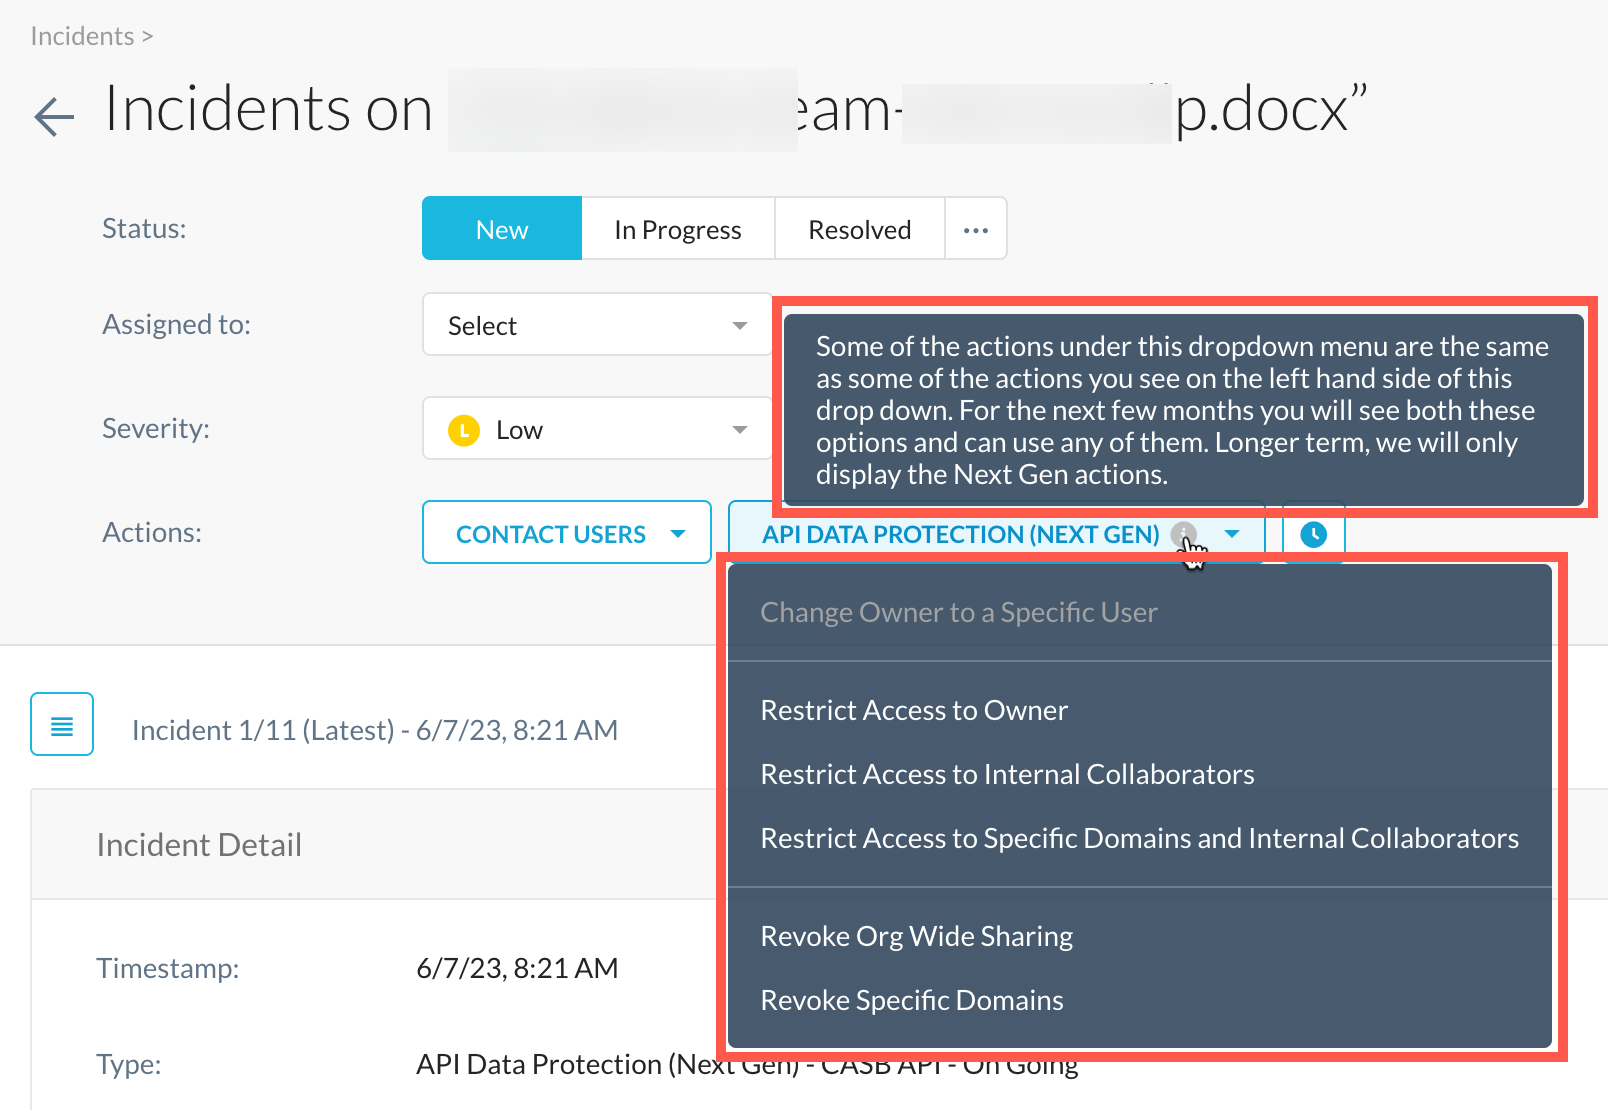 Incidents >
Incidents on eam- p.docx”
Status:
New
In Progress
Resolved
...
Assigned to:
Select
Some of the actions under this dropdown menu are the same
as some of the actions you see on the left hand side of this
drop down. For the next few months you will see both these
options and can use any of them. Longer term, we will only
display the Next Gen actions.
Severity:
L Low
Actions:
CONTACT USERS
API DATA PROTECTION (NEXT GEN) i
Change Owner to a Specific User
Restrict Access to Owner
Restrict Access to Internal Collaborators
Restrict Access to Specific Domains and Internal Collaborators
Revoke Org Wide Sharing
Revoke Specific Domains
Incident 1/11 (Latest) - 6/7/23, 8:21 AM
Incident Detail
Timestamp:
6/7/23, 8:21 AM
Type:
API Data Protection (Next Gen) - CASB API - On Going